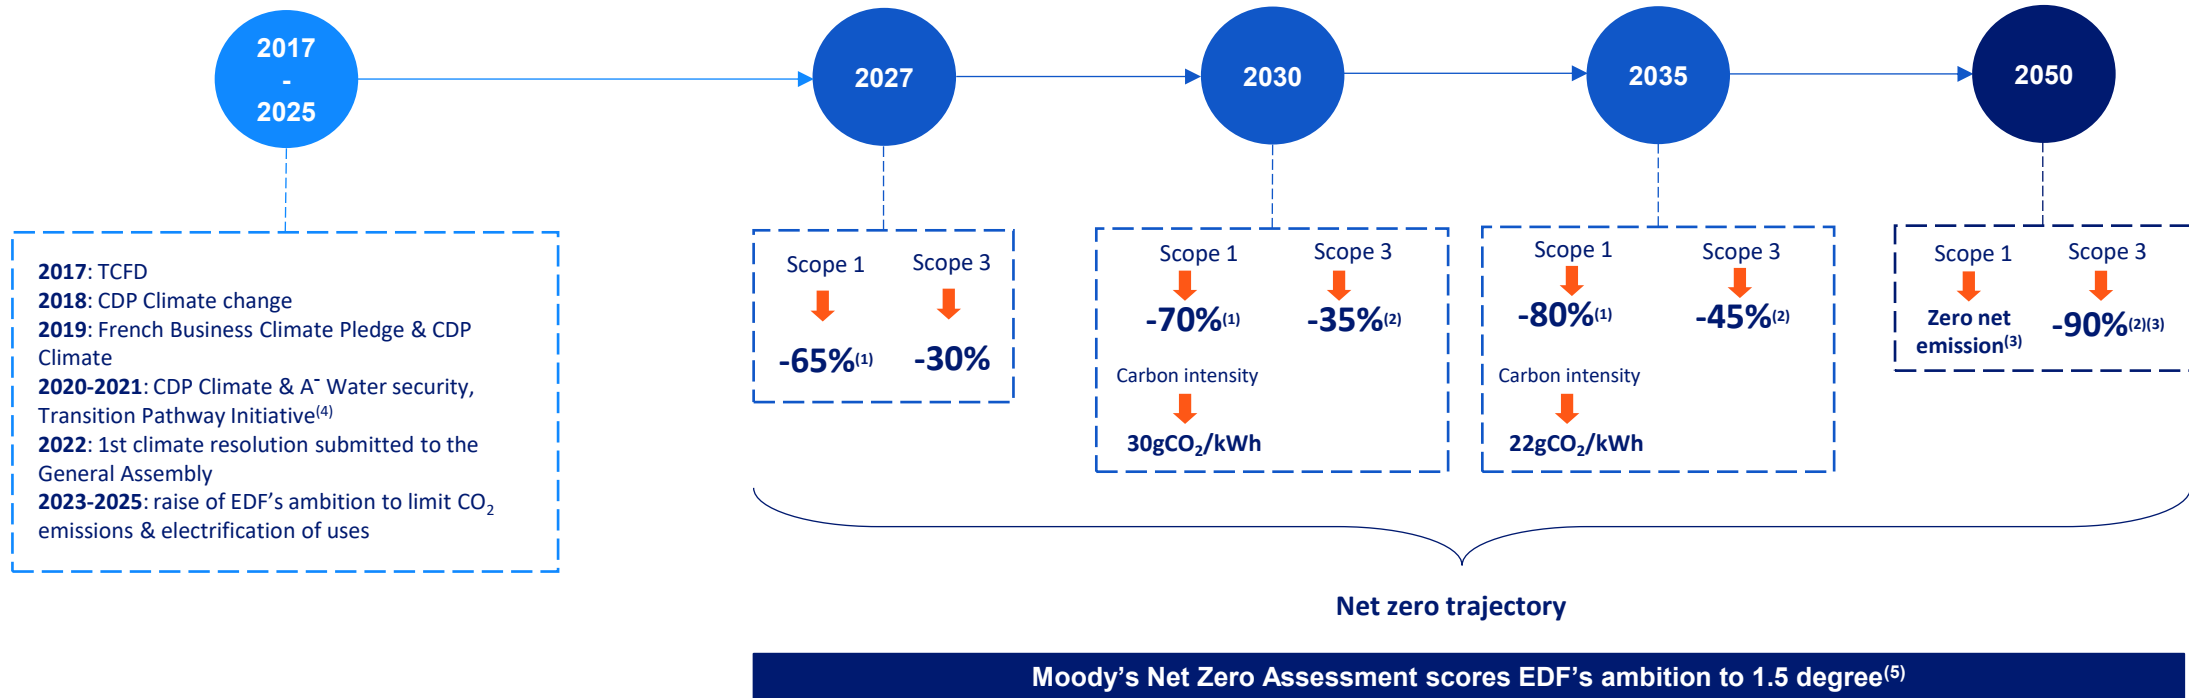 2017
-
2025
2027
2030
2035
2050
2017: TCFD
2018: CDP Climate change
2019: French Business Climate Pledge & CDP
Climate
2020-2021: CDP Climate & A⁻ Water security,
Transition Pathway Initiative(4)
2022: 1st climate resolution submitted to the
General Assembly
2023-2025: raise of EDF’s ambition to limit CO₂
emissions & electrification of uses
Scope 1 Scope 3
-65%(1) -30%
Scope 1 Scope 3
-70%(1) -35%(2)
Carbon intensity
30gCO₂/kWh
Scope 1 Scope 3
-80%(1) -45%(2)
Carbon intensity
22gCO₂/kWh
Scope 1 Scope 3
Zero net
emission(3)
-90%(2)(3)
Net zero trajectory
Moody’s Net Zero Assessment scores EDF’s ambition to 1.5 degree(5)